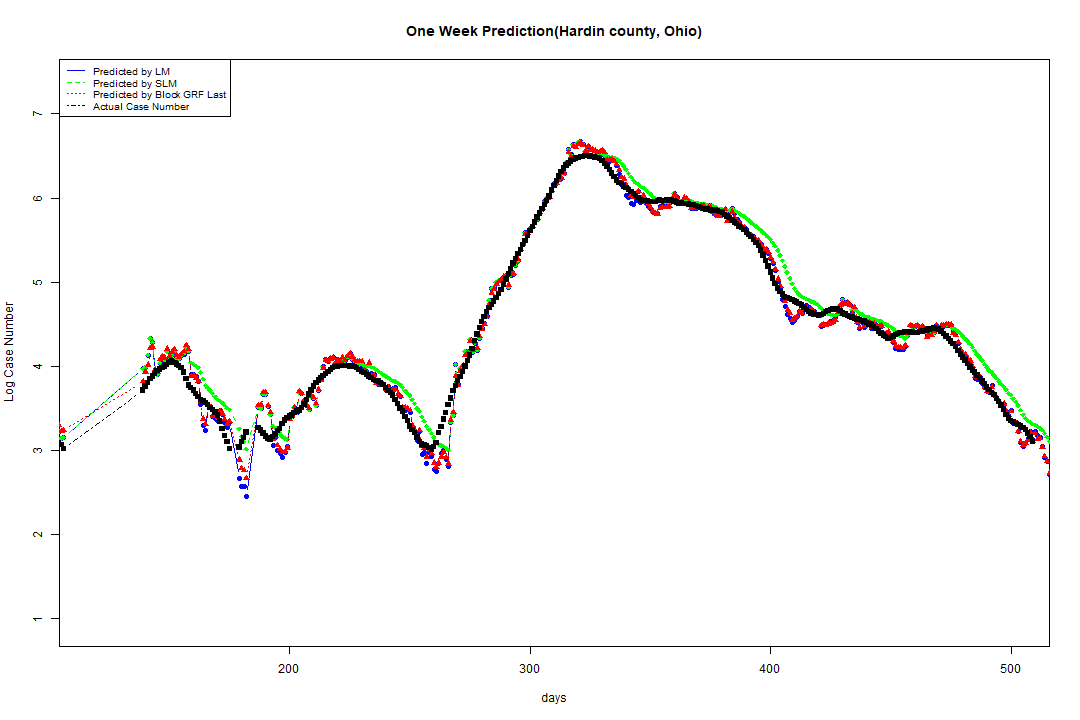 One Week Prediction(Hardin county, Ohio)
Predicted by LM
Predicted by SLM
Predicted by Block GRF Last
Actual Case Number
Log Case Number
7
6
5
4
3
2
1
200
300
400
500
days